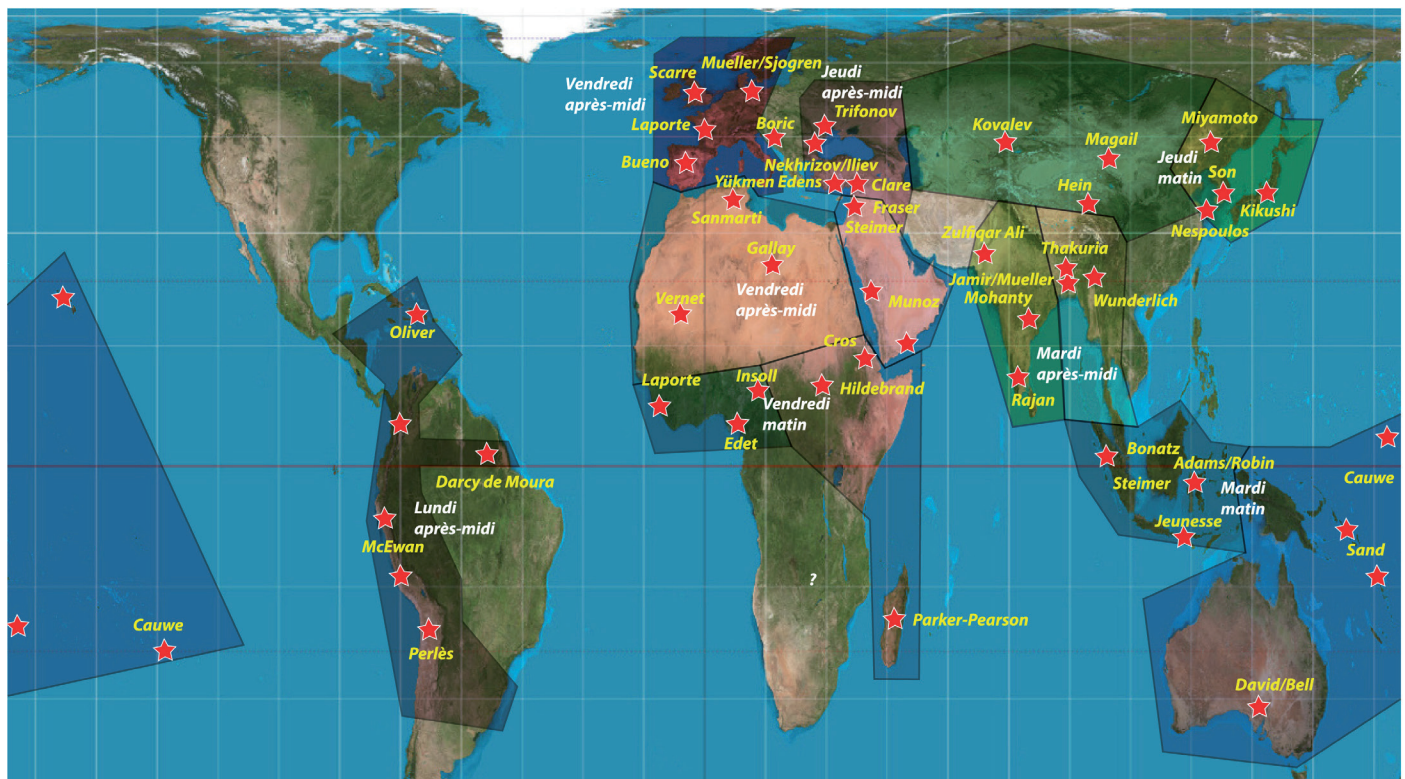 Mueller/Sjogren
Scarre
Vendredi
après-midi
Jeudi
après-midi
Trifonov
Laporte
Boric
Bueno
Nekhrizov/Iliev
Yükmen Edens
Clare
Sanmarti
Fraser
Steimer
Kovalev
Magail
Miyamoto
Jeudi
matin
Son
Hein
Kikushi
Nespoulos
Gallay
Vernet
Vendredi
après-midi
Munoz
Zulfiqar Ali
Thakuria
Jamir/Mueller
Mohanty
Wunderlich
Oliver
Cros
Mardi
après-midi
Laporte
Insoll
Hildebrand
Rajan
Vendredi
matin
Edet
Darcy de Moura
Bonatz
Steimer
Adams/Robin
Mardi
matin
Cauwe
Lundi
après-midi
McEwan
Jeunesse
Sand
?
Cauwe
Perlès
Parker-Pearson
David/Bell